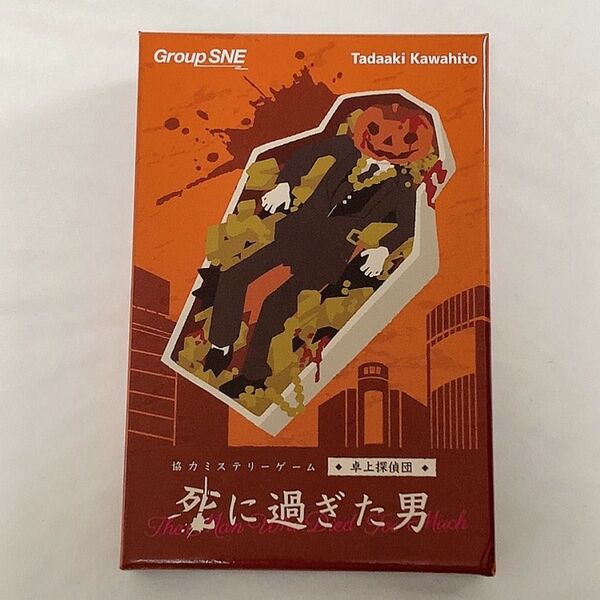 Group SNE
Tadaaki Kawahito
協力ミステリーゲーム
◆ 卓上探偵団 ◆
死に過ぎた男
The Man Who Died Too Much